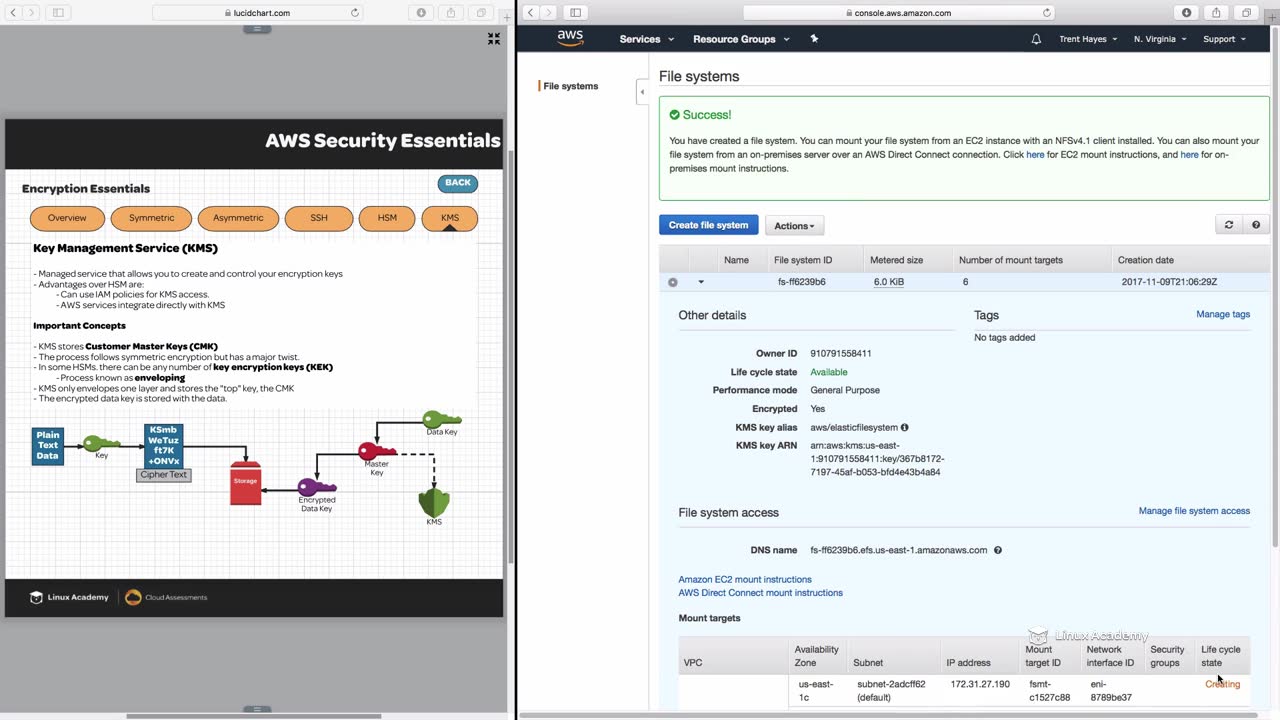 lucidchart.com
console.aws.amazon.com
aws
Services
Resource Groups
Trent Hayes
N. Virginia
Support
AWS Security Essentials
Encryption Essentials
BACK
Overview
Symmetric
Asymmetric
SSH
HSM
KMS
Key Management Service (KMS)
- Managed service that allows you to create and control your encryption keys
- Advantages over HSM are:
- Can use IAM policies for KMS access.
- AWS services integrate directly with KMS
Important Concepts
- KMS stores Customer Master Keys (CMK)
- The process follows symmetric encryption but has a major twist.
- In some HSMs. there can be any number of key encryption keys (KEK)
- Process known as enveloping
- KMS only envelopes one layer and stores the "top" key, the CMK
- The encrypted data key is stored with the data.
Plain
Text
Data
Key
KSmb
WeTuz
ft7K
+ONVx
Cipher Text
Storage
Encrypted
Data Key
Master
Key
Data Key
KMS
Linux Academy
Cloud Assessments
File systems
File systems
Success!
You have created a file system. You can mount your file system from an EC2 instance with an NFSv4.1 client installed. You can also mount your
file system from an on-premises server over an AWS Direct Connect connection. Click here for EC2 mount instructions, and here for on-
premises mount instructions.
Create file system
Actions
Name
File system ID
Metered size
Number of mount targets
Creation date
fs-ff6239b6
6.0 KiB
6
2017-11-09T21:06:29Z
Other details
Owner ID 910791558411
Life cycle state Available
Performance mode General Purpose
Encrypted Yes
KMS key alias aws/elasticfilesystem
KMS key ARN arn:aws:kms:us-east-
1:910791558411:key/367b8172-
7197-45af-b053-bfd4e43b4a84
Tags
Manage tags
No tags added
File system access
Manage file system access
DNS name fs-ff6239b6.efs.us-east-1.amazonaws.com
Amazon EC2 mount instructions
AWS Direct Connect mount instructions
Mount targets
Linux Academy
VPC
Availability
Zone
Subnet
IP address
Mount
target ID
Network
interface ID
Security
groups
Life cycle
state
us-east-
1c
subnet-2adcff62
(default)
172.31.27.190
fsmt-
c1527c88
eni-
8789be37
Creating